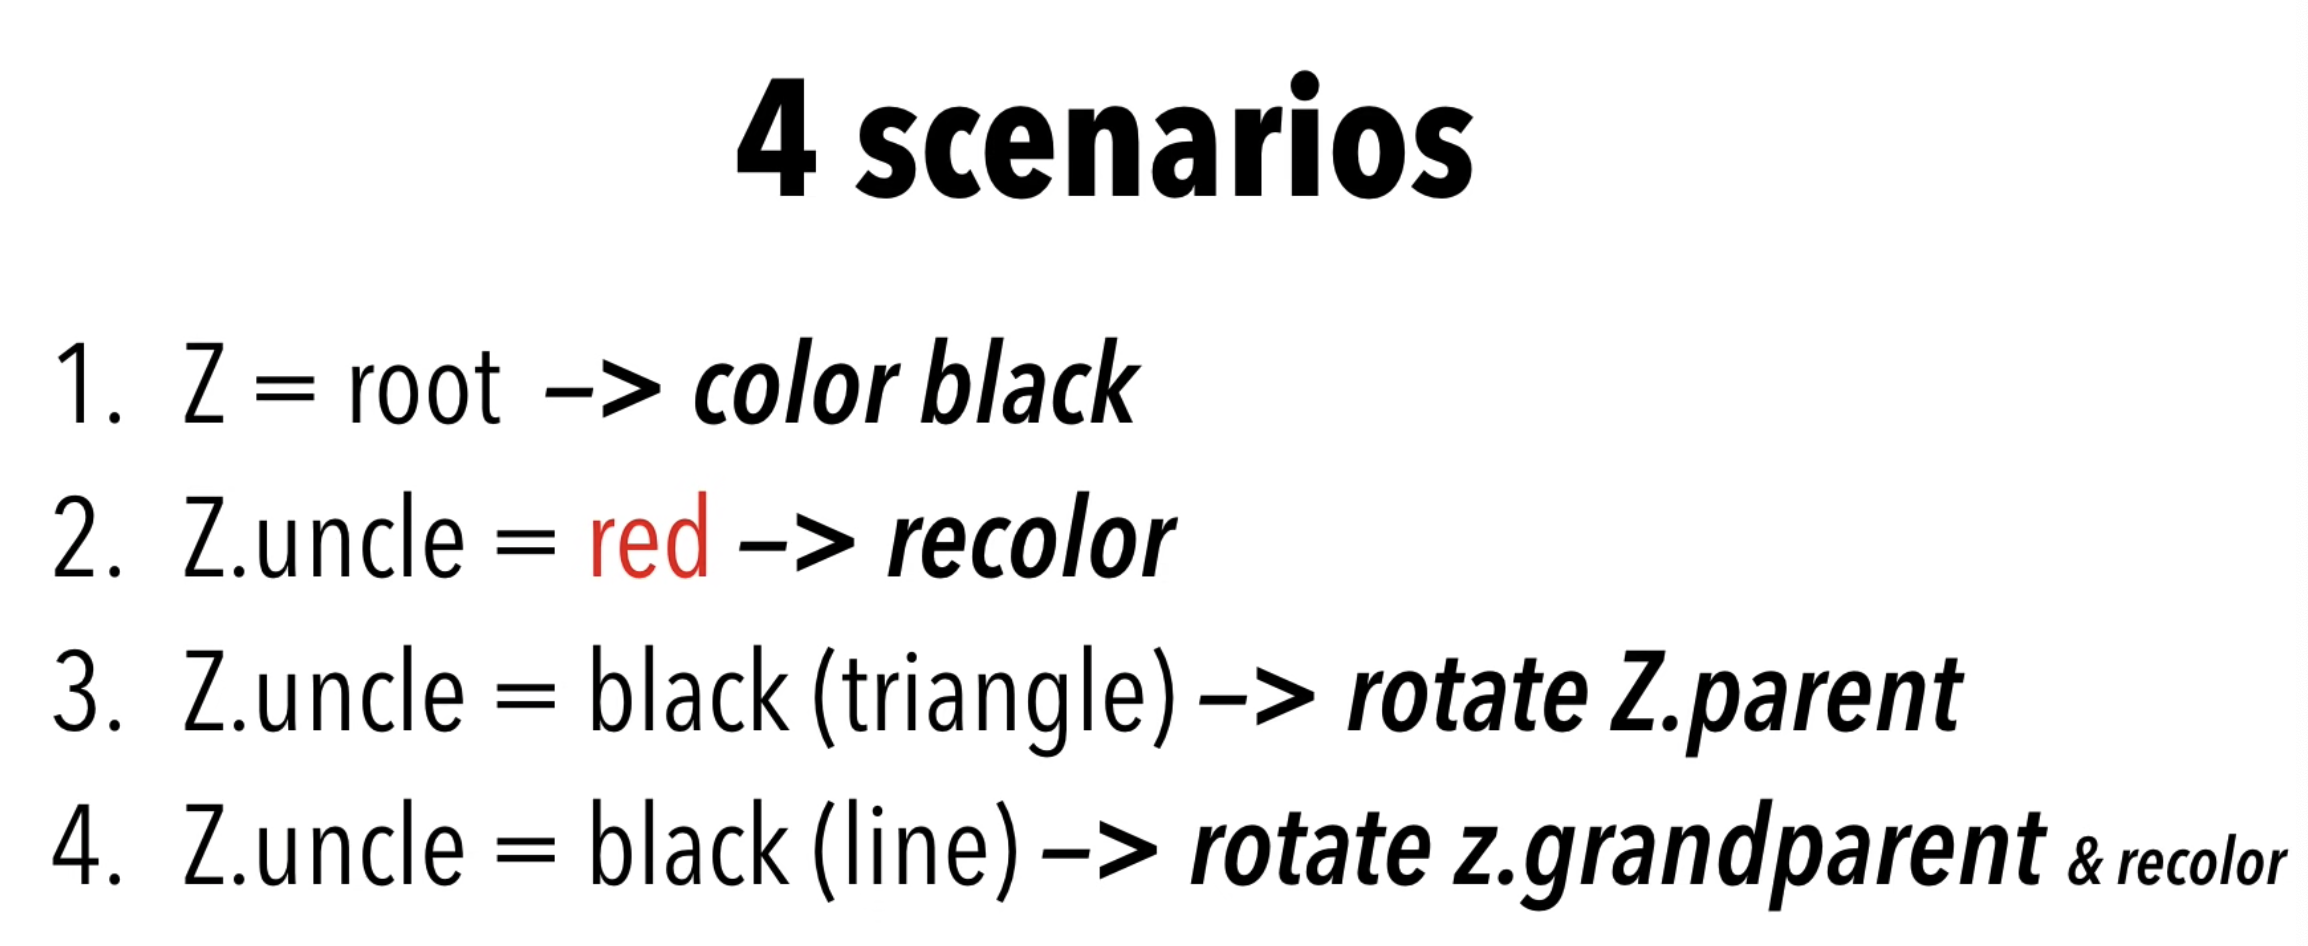 4 scenarios
1. Z = root –> color black
2. Z.uncle = red –> recolor
3. Z.uncle = black (triangle) –> rotate Z.parent
4. Z.uncle = black (line) –> rotate z.grandparent & recolor